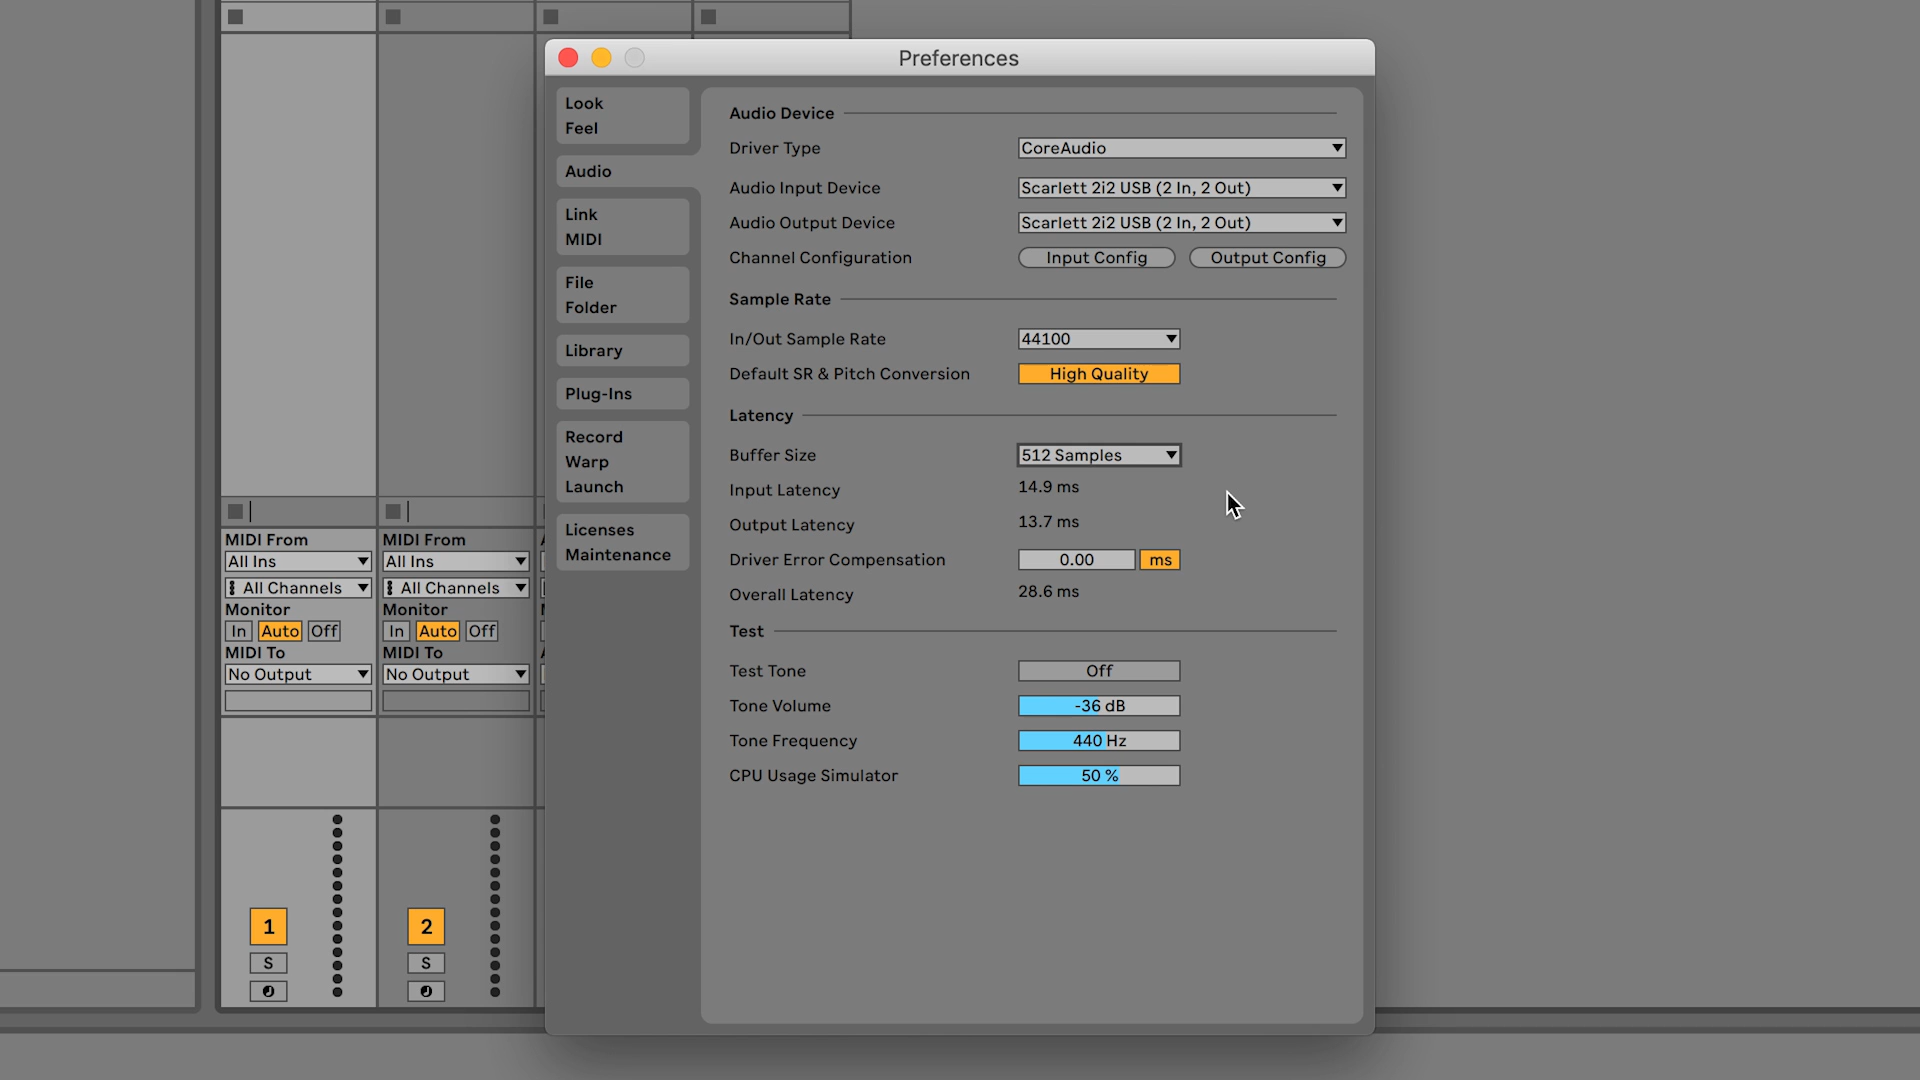 Preferences
Look
Feel
Audio
Link
MIDI
File
Folder
Library
Plug-Ins
Record
Warp
Launch
Licenses
Maintenance
Audio Device
Driver Type CoreAudio
Audio Input Device Scarlett 2i2 USB (2 In, 2 Out)
Audio Output Device Scarlett 2i2 USB (2 In, 2 Out)
Channel Configuration Input Config Output Config
Sample Rate
In/Out Sample Rate 44100
Default SR & Pitch Conversion High Quality
Latency
Buffer Size 512 Samples
Input Latency 14.9 ms
Output Latency 13.7 ms
Driver Error Compensation 0.00 ms
Overall Latency 28.6 ms
Test
Test Tone Off
Tone Volume -36 dB
Tone Frequency 440 Hz
CPU Usage Simulator 50 %
MIDI From
All Ins
All Channels
Monitor
In Auto Off
MIDI To
No Output
1
S
MIDI From
All Ins
All Channels
Monitor
In Auto Off
MIDI To
No Output
2
S